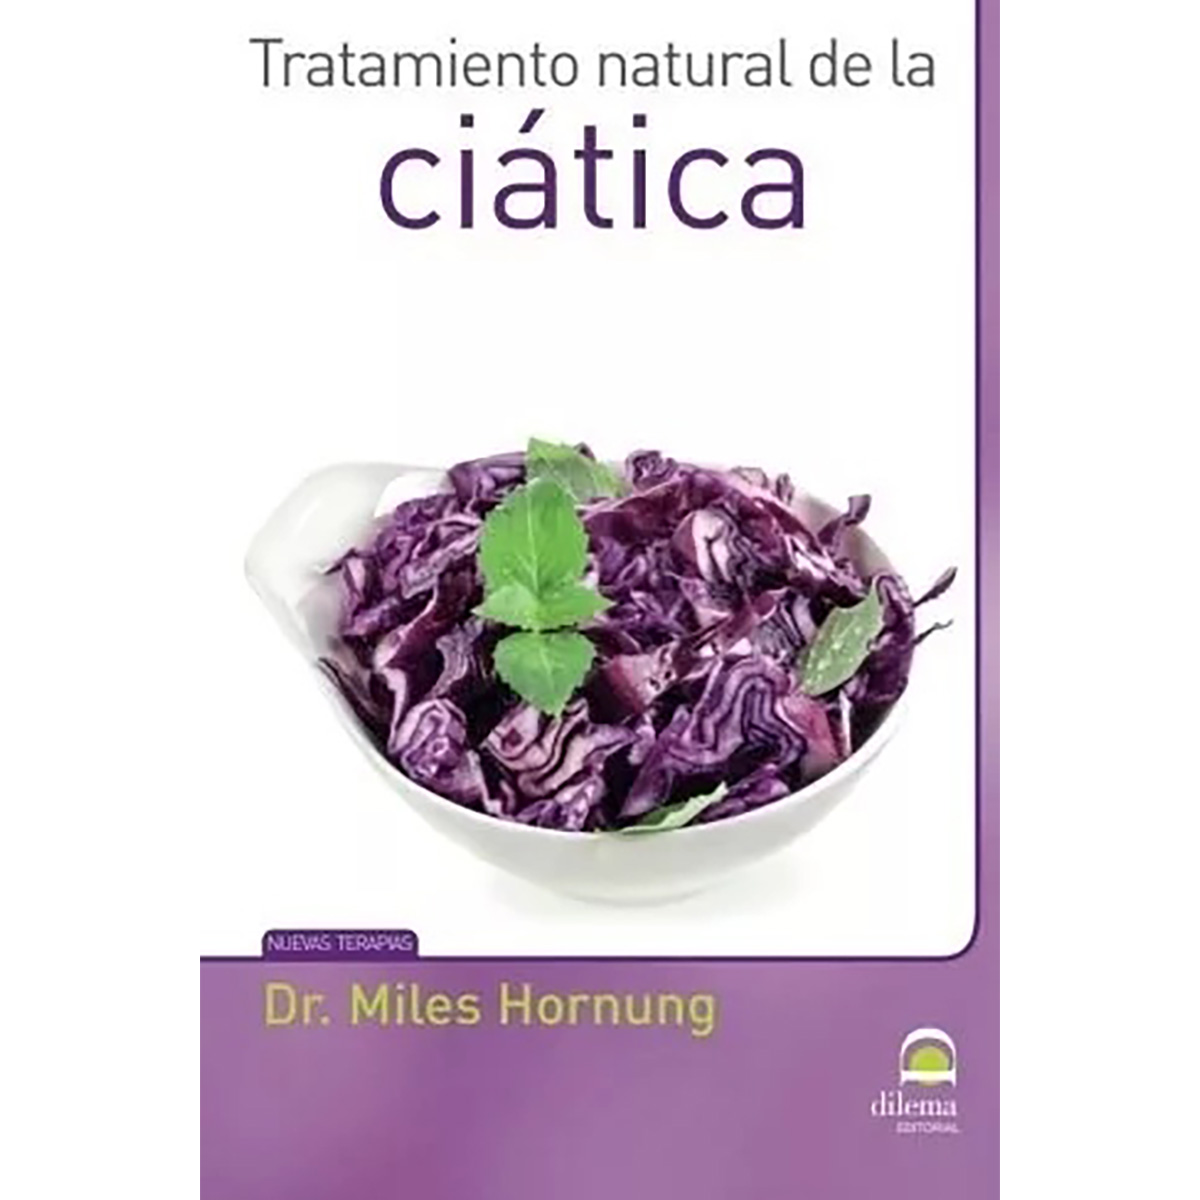 Tratamiento natural de la
ciática
NUEVAS TERAPIAS
Dr. Miles Hornung
dilema
EDITORIAL